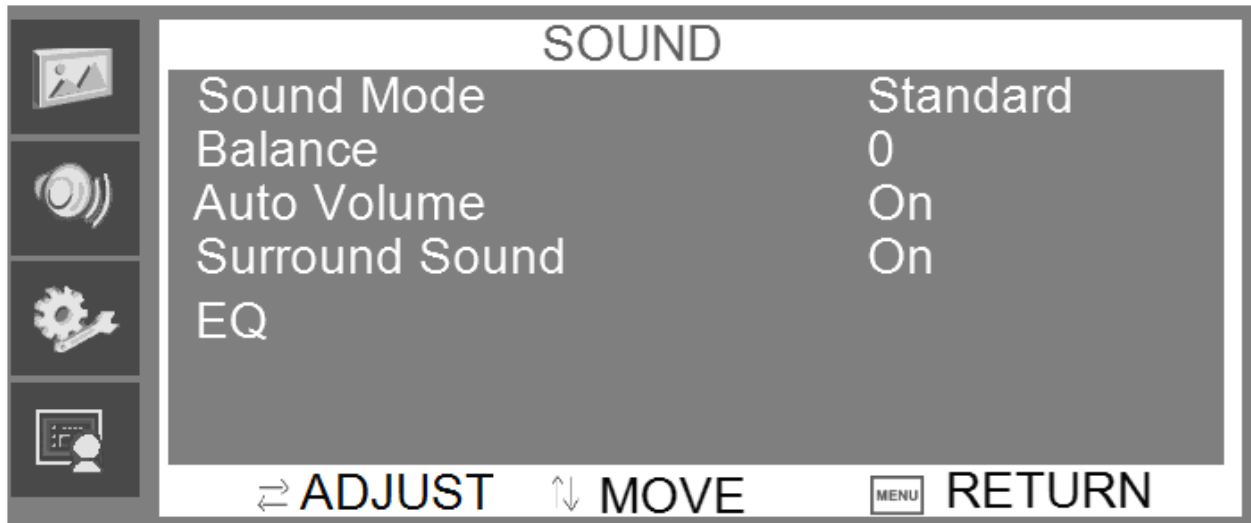 SOUND
Sound Mode Standard
Balance 0
Auto Volume On
Surround Sound On
EQ
ADJUST MOVE MENU RETURN